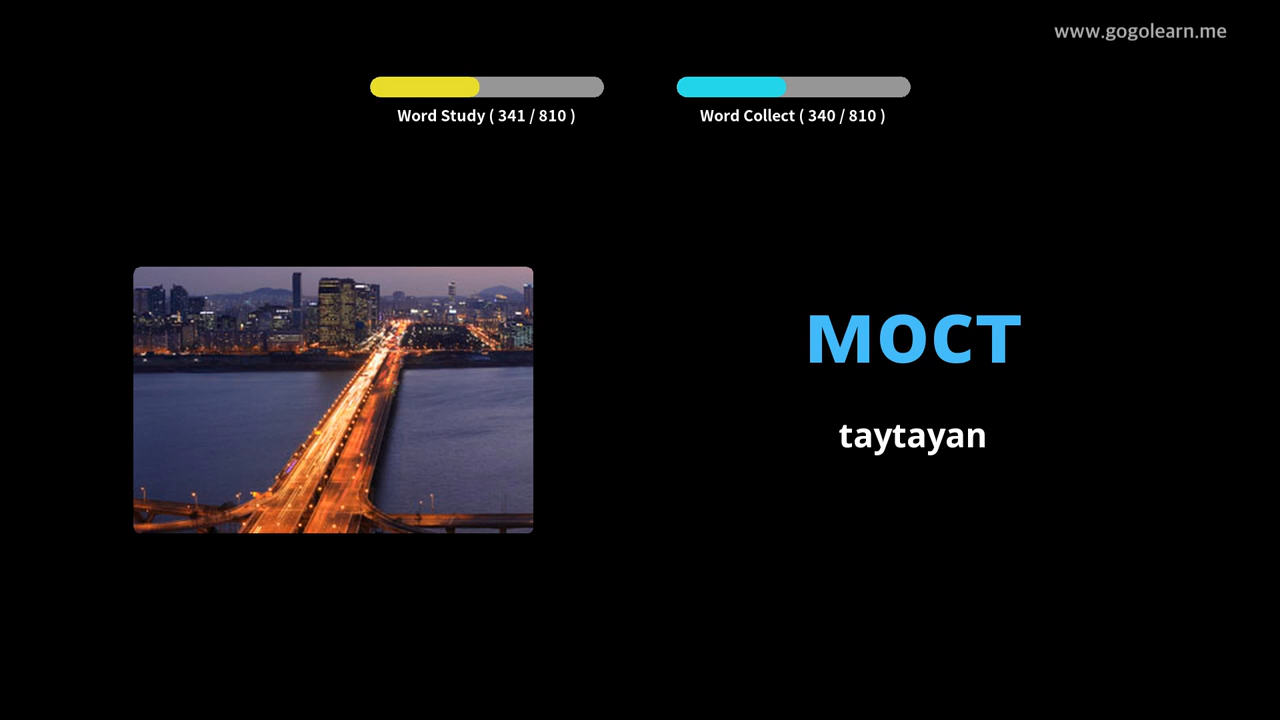 www.gogolearn.me
Word Study ( 341 / 810 )
Word Collect ( 340 / 810 )
мост
taytayan